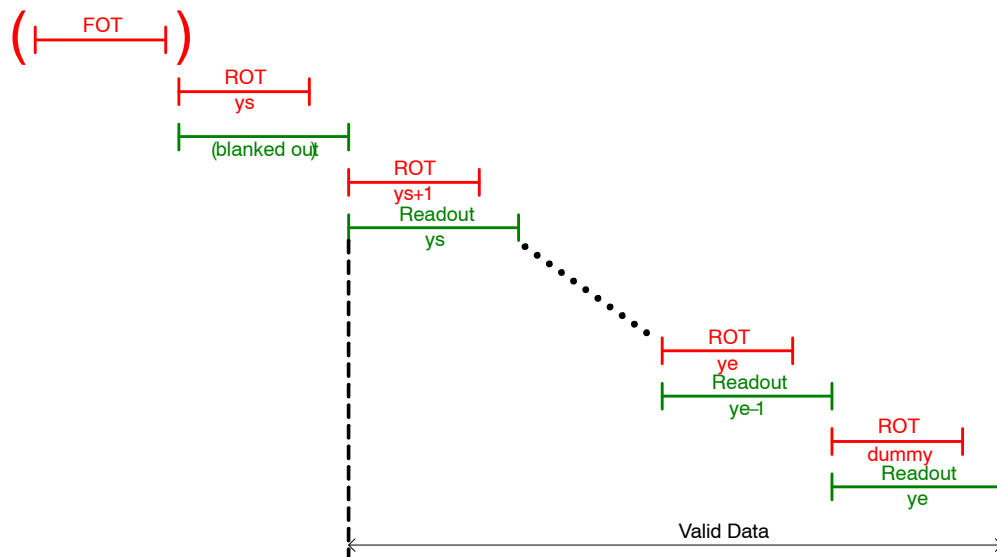 ( FOT )
ROT
ys
(blanked out)
ROT
ys+1
Readout
ys
ROT
ye
Readout
ye–1
ROT
dummy
Readout
ye
Valid Data